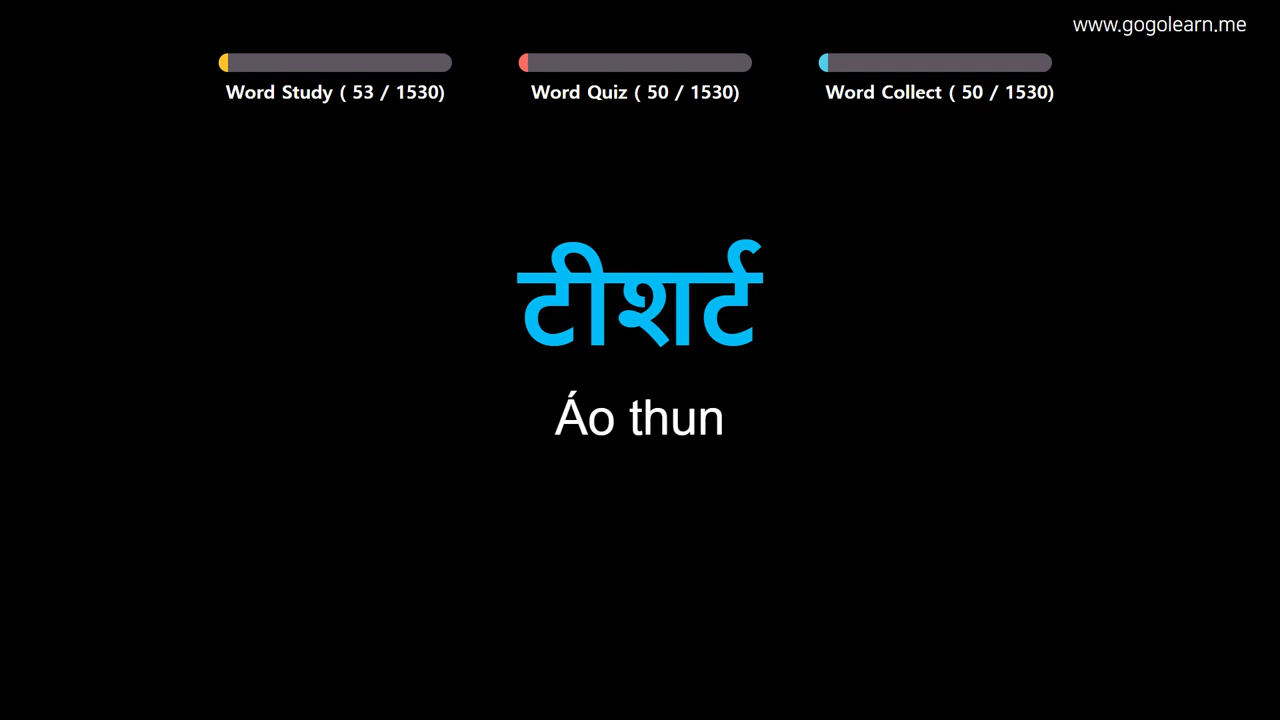 www.gogolearn.me
Word Study ( 53 / 1530)
Word Quiz ( 50 / 1530)
Word Collect ( 50 / 1530)
टीशर्ट
Áo thun